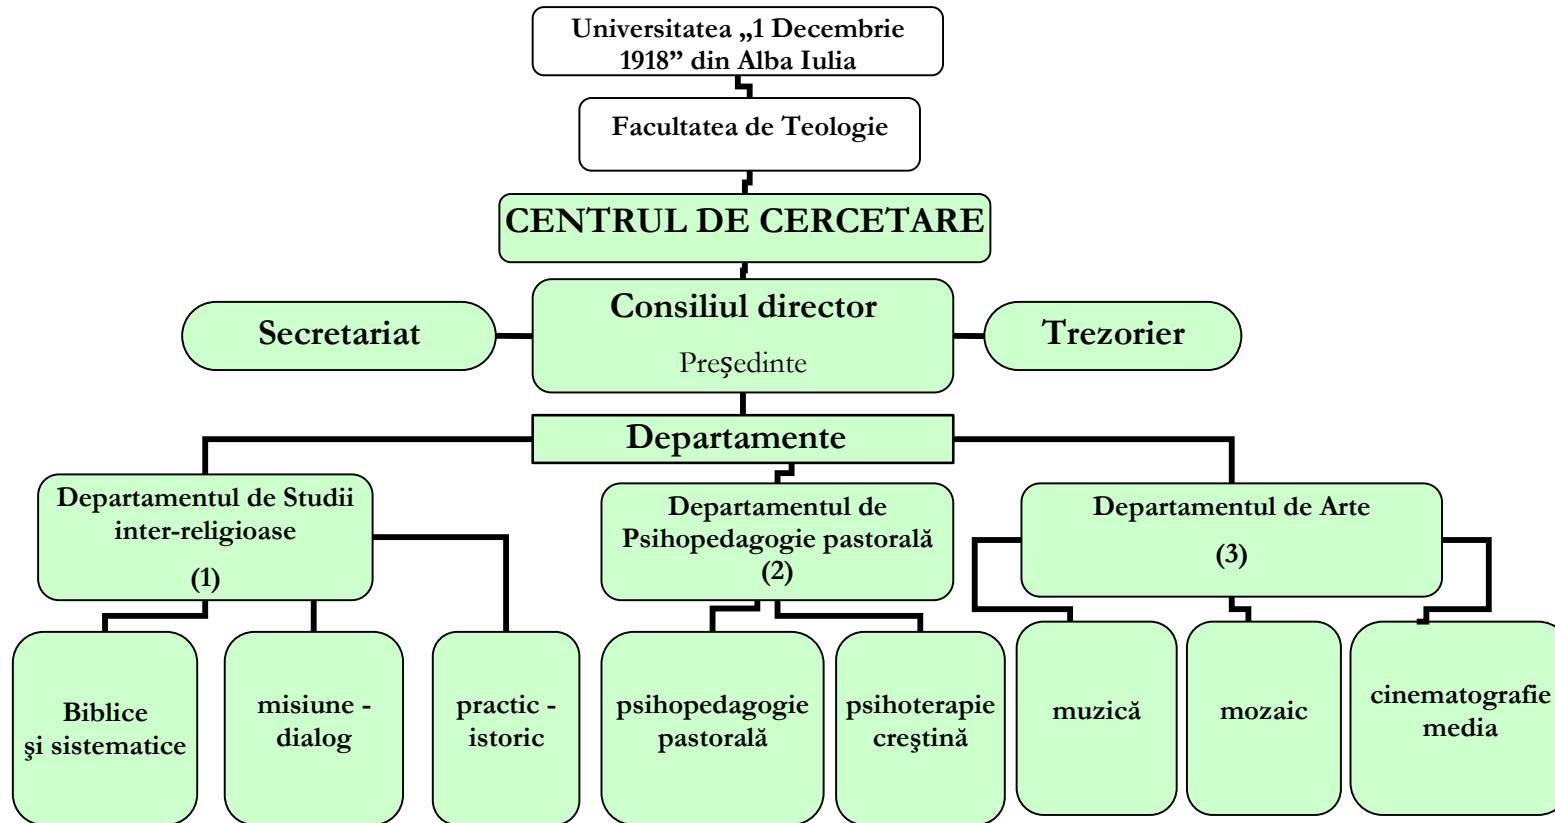 Universitatea „1 Decembrie
1918” din Alba Iulia
Facultatea de Teologie
CENTRUL DE CERCETARE
Consiliul director
Preşedinte
Secretariat
Trezorier
Departamente
Departamentul de Studii
inter-religioase
(1)
Departamentul de
Psihopedagogie pastorală
(2)
Departamentul de Arte
(3)
Biblice
şi sistematice
misiune -
dialog
practic -
istoric
psihopedagogie
pastorală
psihoterapie
creştină
muzică
mozaic
cinematografie
media